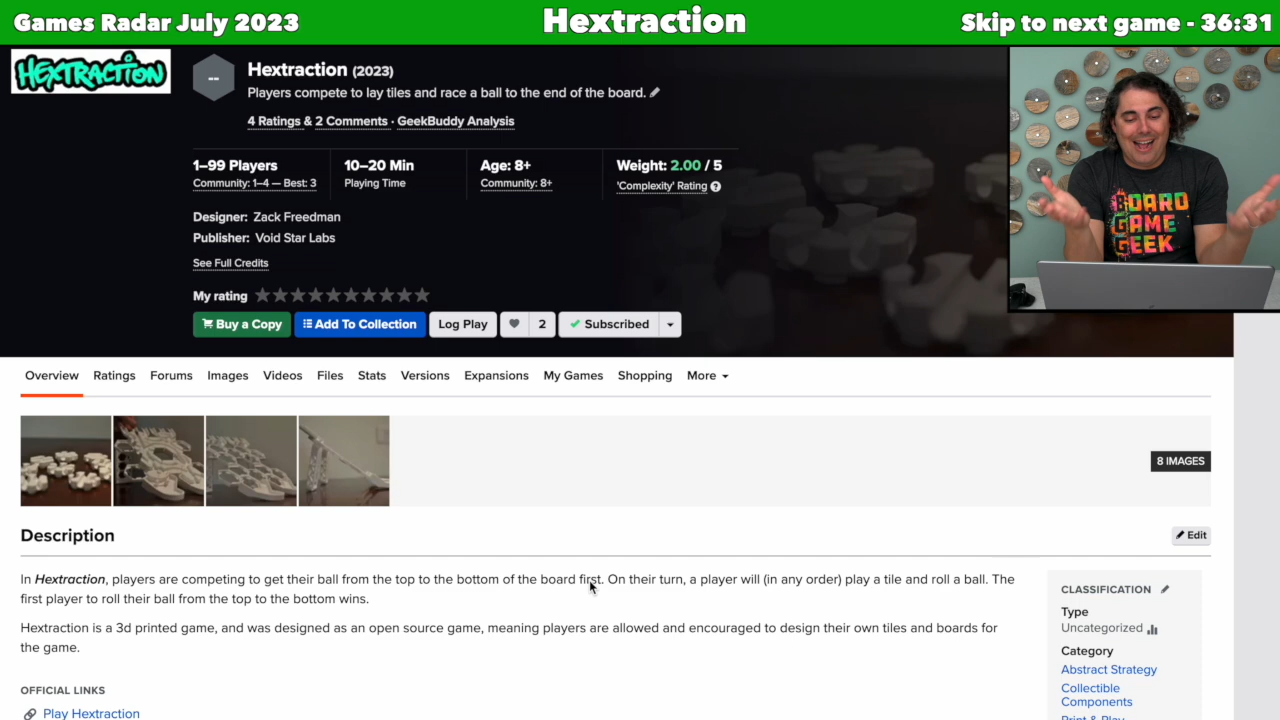 Games Radar July 2023
Hextraction
Skip to next game - 36:31
HEXTRACTION
--
Hextraction (2023)
Players compete to lay tiles and race a ball to the end of the board.
4 Ratings & 2 Comments · GeekBuddy Analysis
1–99 Players
Community: 1–4 — Best: 3
10–20 Min
Playing Time
Age: 8+
Community: 8+
Weight: 2.00 / 5
'Complexity' Rating ?
Designer: Zack Freedman
Publisher: Void Star Labs
See Full Credits
My rating
Buy a Copy
Add To Collection
Log Play
2
Subscribed
BOARD
GAME
GEEK
Overview Ratings Forums Images Videos Files Stats Versions Expansions My Games Shopping More
8 IMAGES
Description
Edit
In Hextraction, players are competing to get their ball from the top to the bottom of the board first. On their turn, a player will (in any order) play a tile and roll a ball. The
first player to roll their ball from the top to the bottom wins.
Hextraction is a 3d printed game, and was designed as an open source game, meaning players are allowed and encouraged to design their own tiles and boards for
the game.
OFFICIAL LINKS
Play Hextraction
CLASSIFICATION
Type
Uncategorized
Category
Abstract Strategy
Collectible
Components
Print & Play